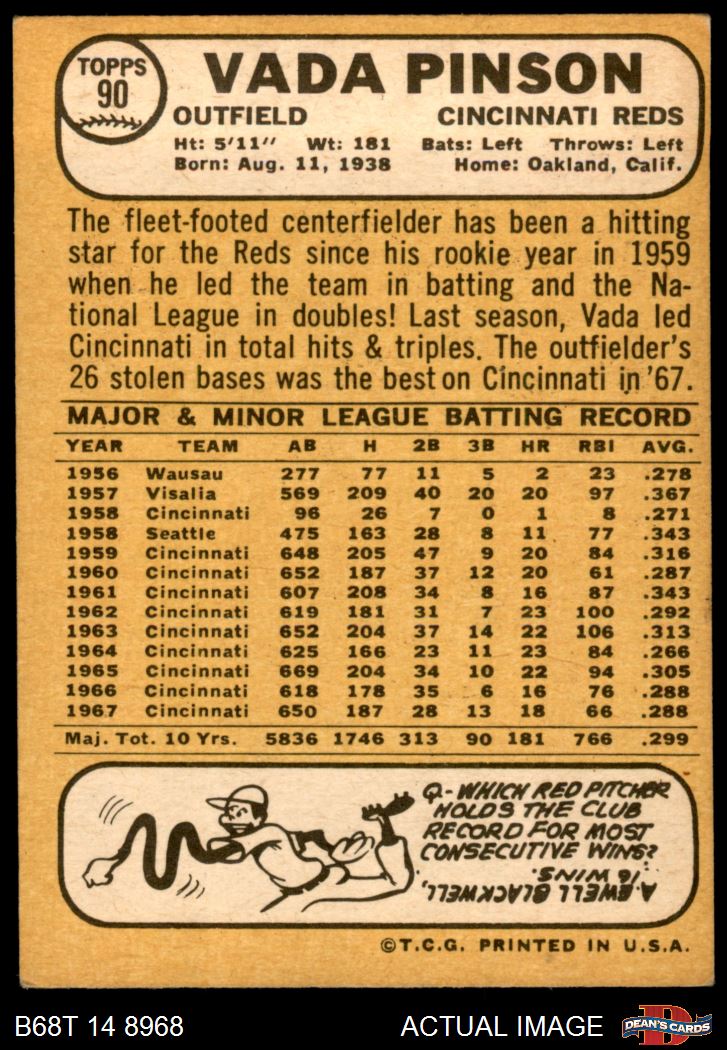 TOPPS
90
VADA PINSON
OUTFIELD CINCINNATI REDS
Ht: 5'11" Wt: 181 Bats: Left Throws: Left
Born: Aug. 11, 1938 Home: Oakland, Calif.
The fleet-footed centerfielder has been a hitting
star for the Reds since his rookie year in 1959
when he led the team in batting and the Na-
tional League in doubles! Last season, Vada led
Cincinnati in total hits & triples. The outfielder's
26 stolen bases was the best on Cincinnati in '67.
MAJOR & MINOR LEAGUE BATTING RECORD
YEAR TEAM AB H 2B 3B HR RBI AVG.
1956 Wausau 277 77 11 5 2 23 .278
1957 Visalia 569 209 40 20 20 97 .367
1958 Cincinnati 96 26 7 0 1 8 .271
1958 Seattle 475 163 28 8 11 77 .343
1959 Cincinnati 648 205 47 9 20 84 .316
1960 Cincinnati 652 187 37 12 20 61 .287
1961 Cincinnati 607 208 34 8 16 87 .343
1962 Cincinnati 619 181 31 7 23 100 .292
1963 Cincinnati 652 204 37 14 22 106 .313
1964 Cincinnati 625 166 23 11 23 84 .266
1965 Cincinnati 669 204 34 10 22 94 .305
1966 Cincinnati 618 178 35 6 16 76 .288
1967 Cincinnati 650 187 28 13 18 66 .288
Maj. Tot. 10 Yrs. 5836 1746 313 90 181 766 .299
Q-WHICH RED PITCHER
HOLDS THE CLUB
RECORD FOR MOST
CONSECUTIVE WINS?
A. EWELL BLACKWELL,
16 WINS.
©T.C.G. PRINTED IN U.S.A.
B68T 14 8968 ACTUAL IMAGE
D
DEAN'S CARDS